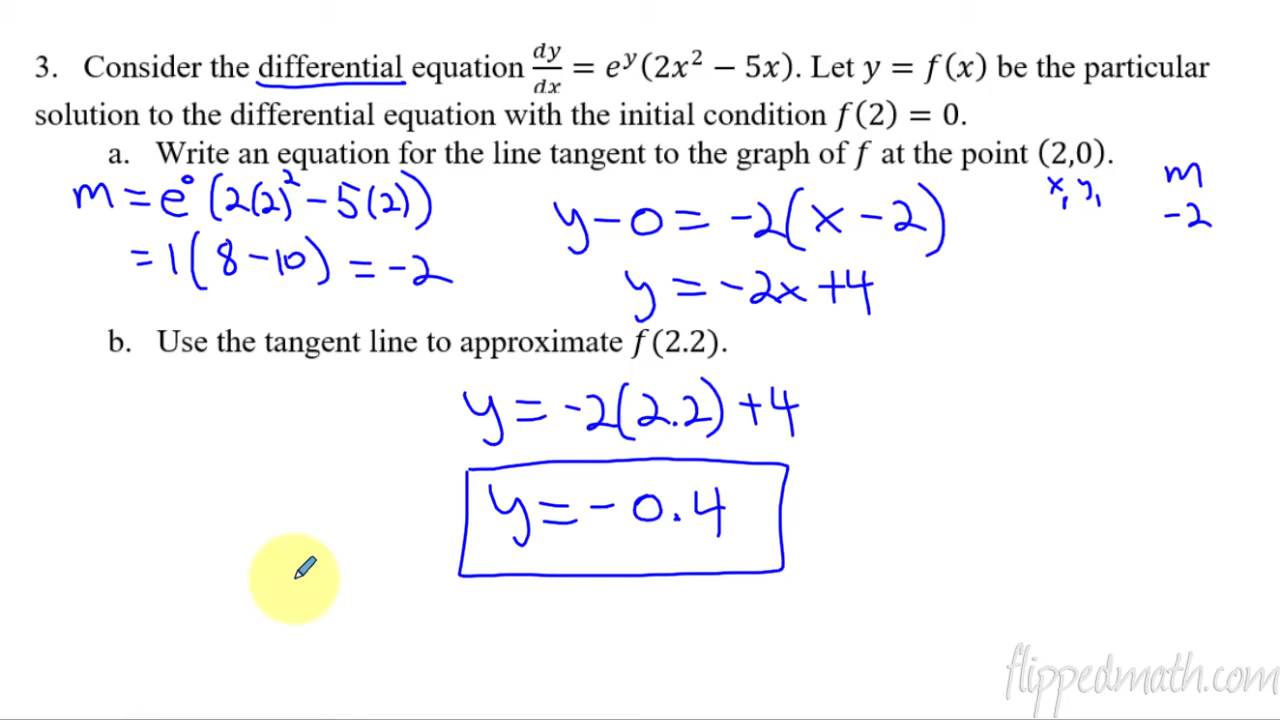 3. Consider the differential equation dy/dx = e^y(2x² − 5x). Let y = f(x) be the particular
solution to the differential equation with the initial condition f(2) = 0.
a. Write an equation for the line tangent to the graph of f at the point (2,0).
x₁ y₁
m
-2
m = e⁰(2(2)² - 5(2))
= 1(8-10) = -2
y - 0 = -2(x - 2)
y = -2x + 4
b. Use the tangent line to approximate f(2.2).
y = -2(2.2) + 4
y = -0.4
flippedmath.com